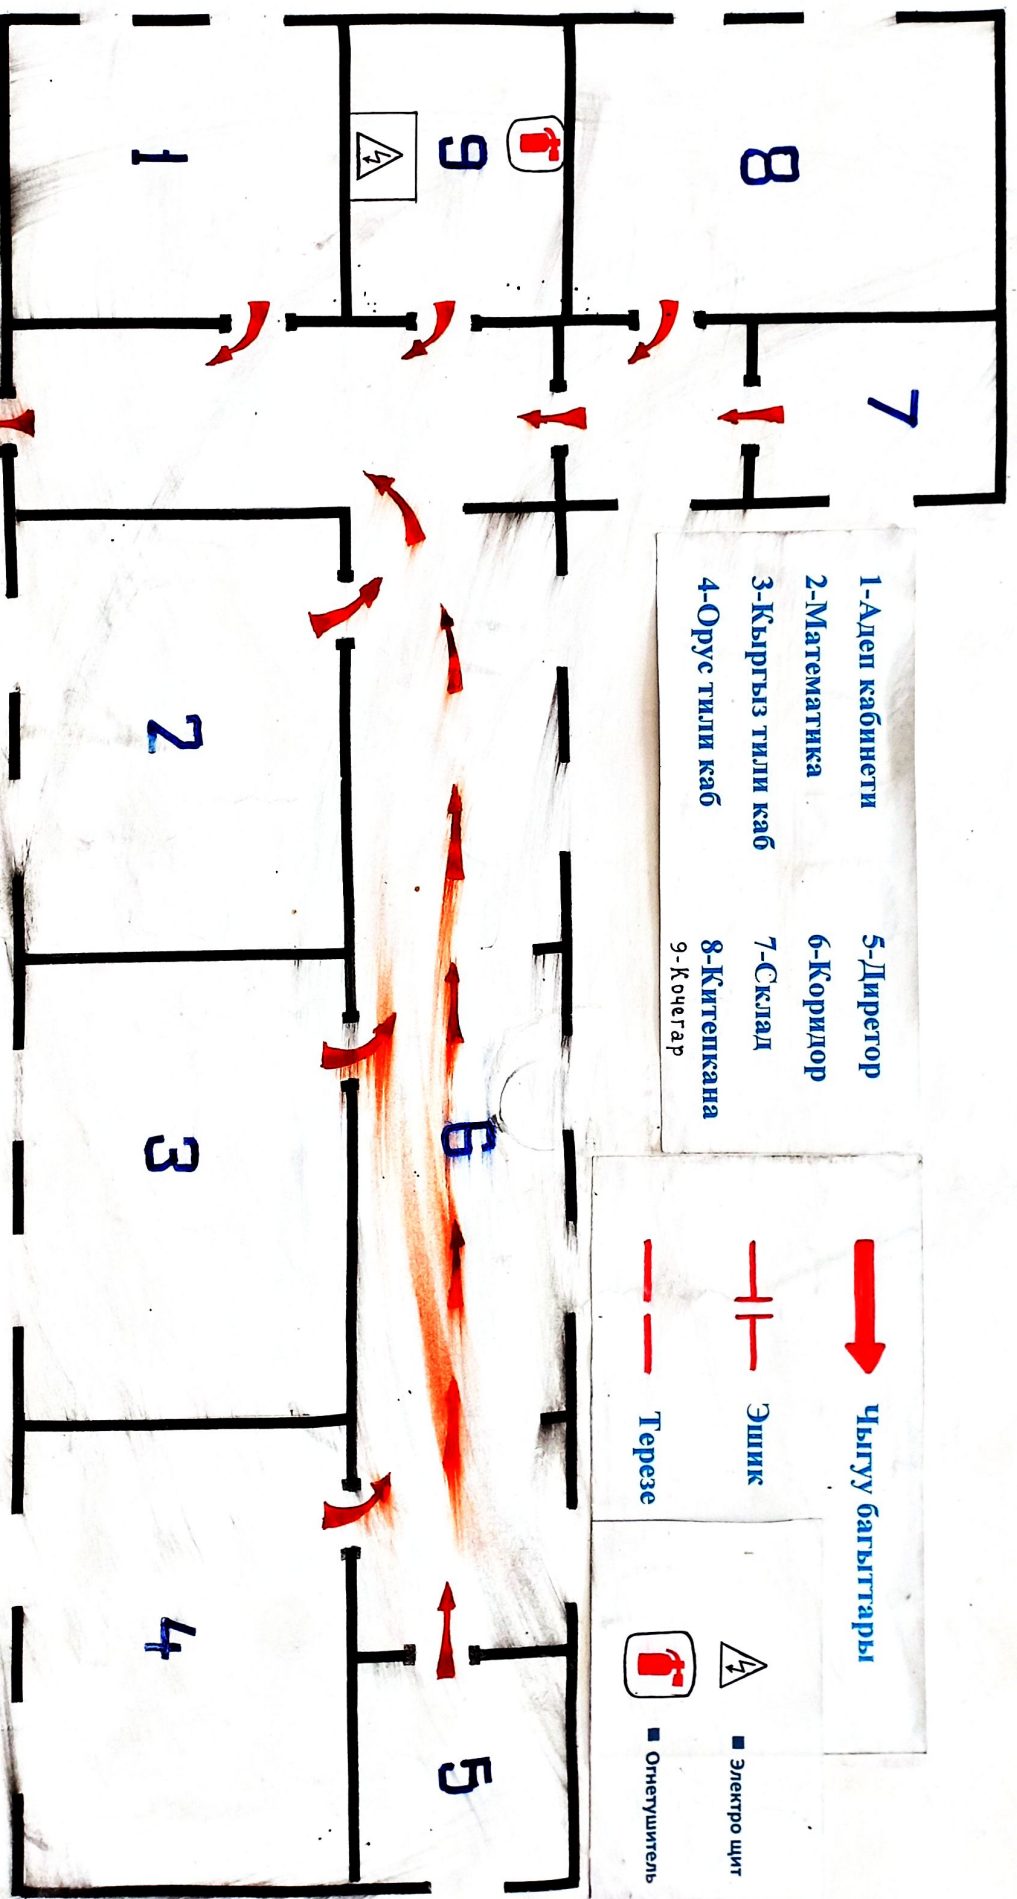 1-Адеп кабинети
2-Математика
3-Кыргыз тили каб
4-Орус тили каб
5-Диретор
6-Коридор
7-Склад
8-Китепкана
9-Кочегар
Чыгуу багыттары
Эшик
Терезе
Электро щит
Огнетушитель
8
7
9
6
5
1
2
3
4